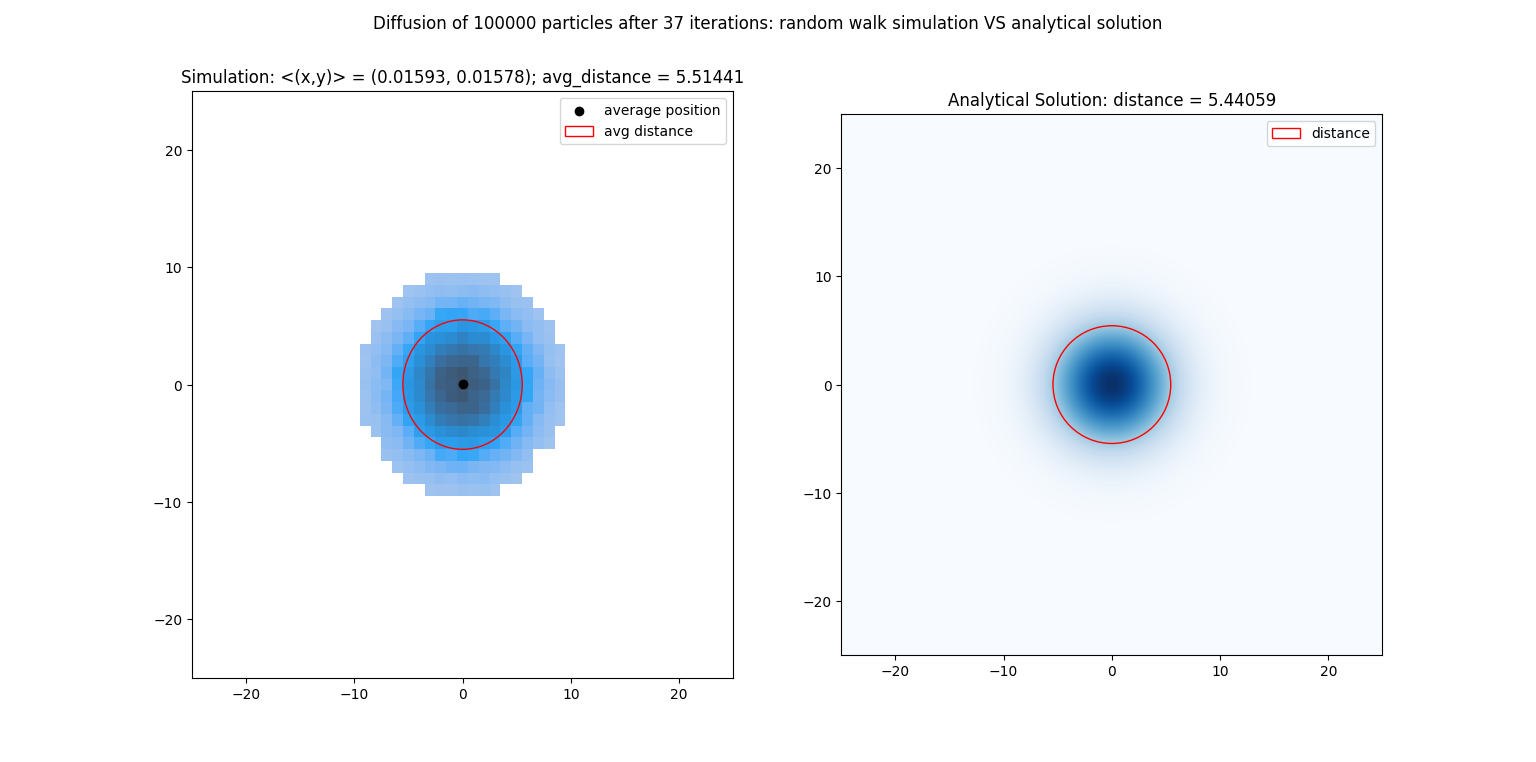 Diffusion of 100000 particles after 37 iterations: random walk simulation VS analytical solution
Simulation: <(x,y)> = (0.01593, 0.01578); avg_distance = 5.51441
average position
avg distance
20
10
0
−10
−20
−20 −10 0 10 20
Analytical Solution: distance = 5.44059
distance
20
10
0
−10
−20
−20 −10 0 10 20